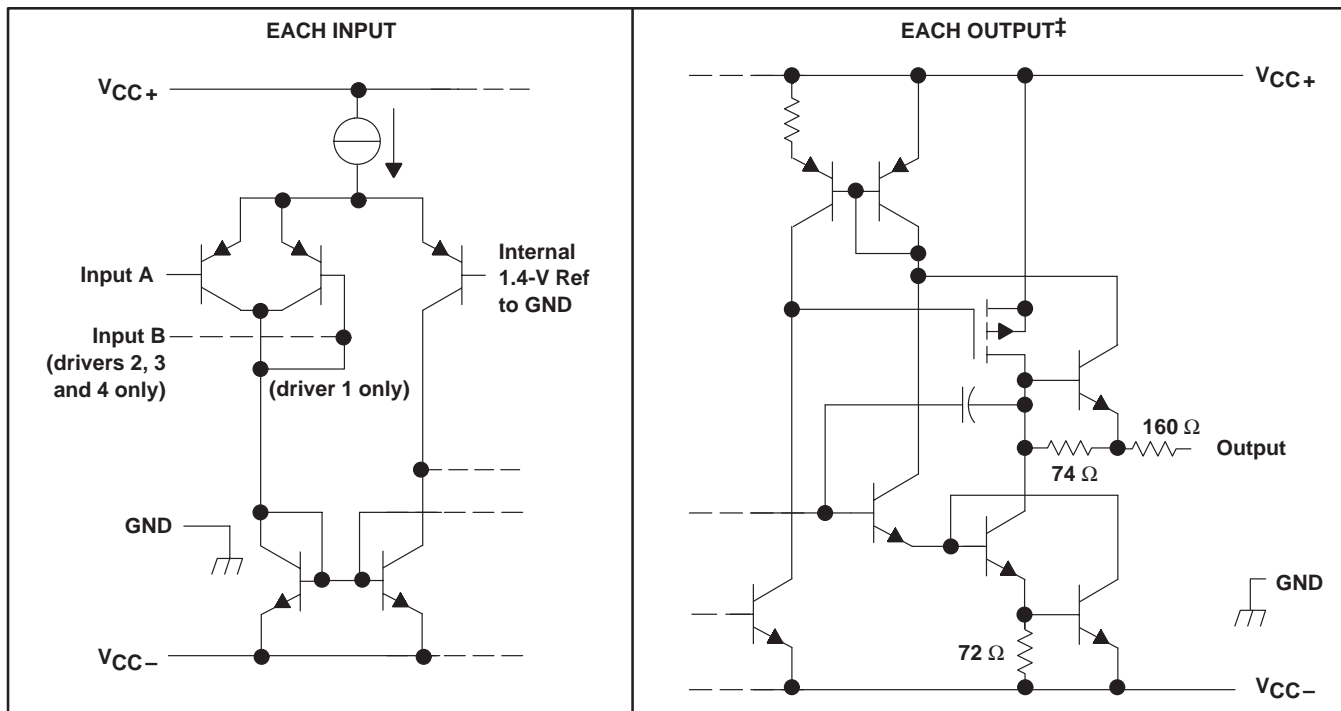 EACH INPUT
VCC+
Input A
Internal
1.4-V Ref
to GND
Input B
(drivers 2, 3
and 4 only)
(driver 1 only)
GND
VCC−
EACH OUTPUT‡
VCC+
160 Ω
Output
74 Ω
GND
72 Ω
VCC−